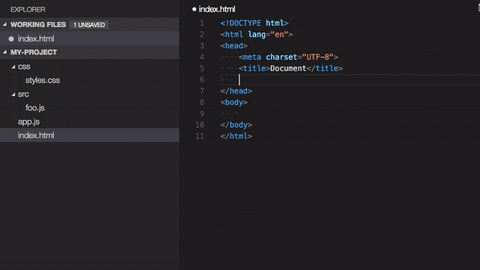 EXPLORER
WORKING FILES 1 UNSAVED
index.html
MY-PROJECT
css
styles.css
src
foo.js
app.js
index.html
index.html
1 <!DOCTYPE html>
2 <html lang="en">
3 <head>
4 <meta charset="UTF-8">
5 <title>Document</title>
6
7 </head>
8 <body>
9
10 </body>
11 </html>